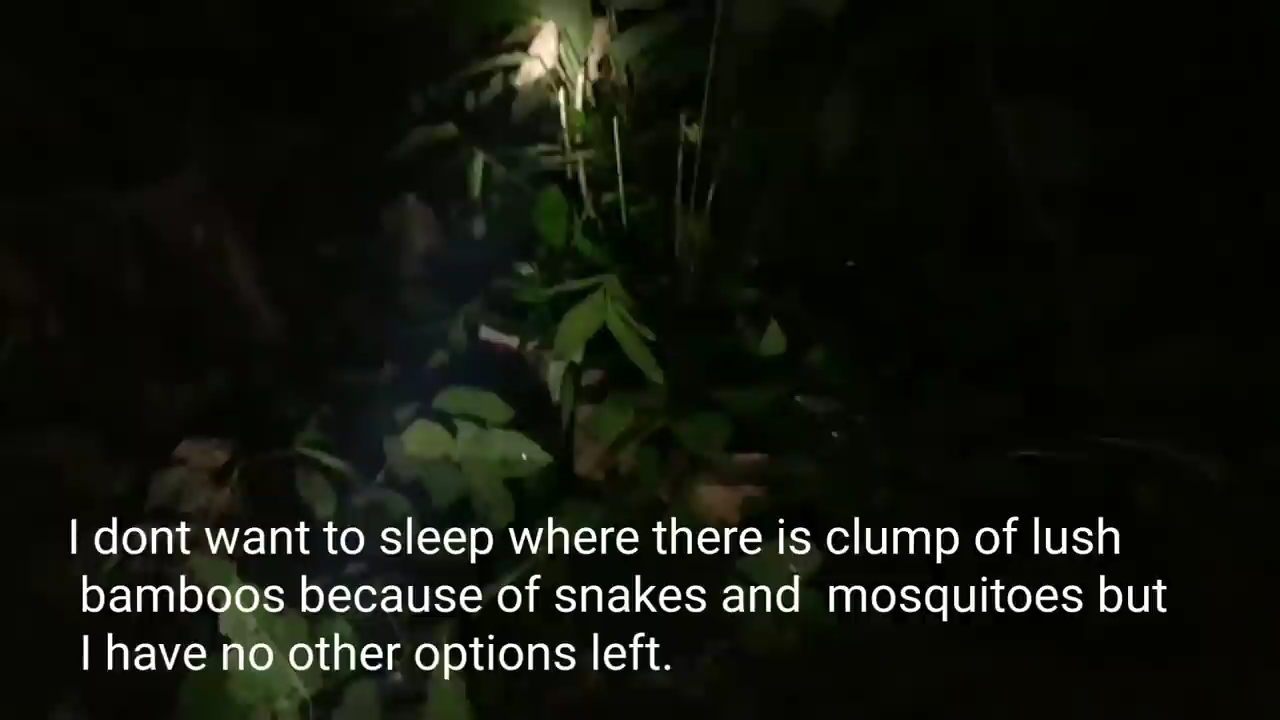 I dont want to sleep where there is clump of lush
bamboos because of snakes and  mosquitoes but
I have no other options left.